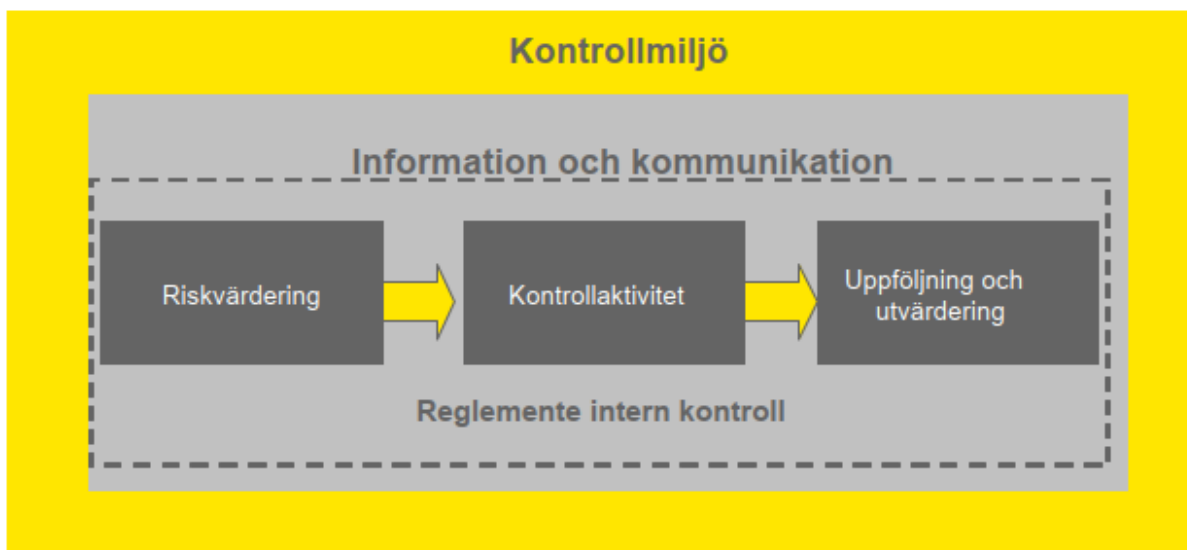 Kontrollmiljö
Information och kommunikation
Riskvärdering
Kontrollaktivitet
Uppföljning och
utvärdering
Reglemente intern kontroll